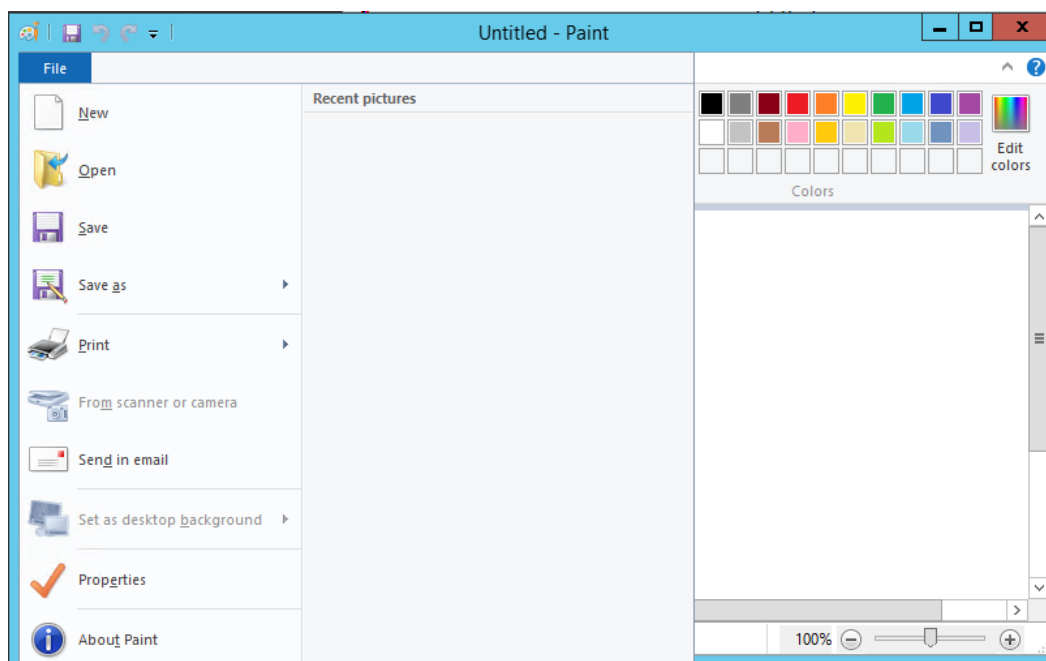 Untitled - Paint
File
New
Recent pictures
Open
Save
Save as
Print
From scanner or camera
Send in email
Set as desktop background
Properties
About Paint
Edit
colors
Colors
100%